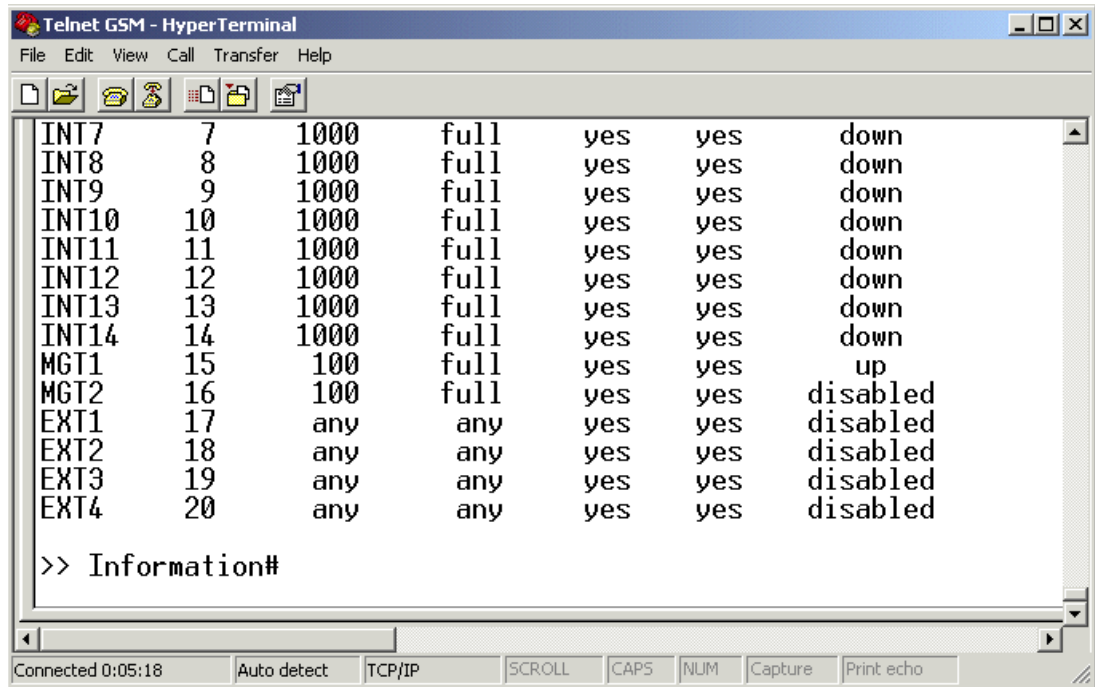 Telnet GSM - HyperTerminal
File Edit View Call Transfer Help
INT7 7 1000 full yes yes down
INT8 8 1000 full yes yes down
INT9 9 1000 full yes yes down
INT10 10 1000 full yes yes down
INT11 11 1000 full yes yes down
INT12 12 1000 full yes yes down
INT13 13 1000 full yes yes down
INT14 14 1000 full yes yes down
MGT1 15 100 full yes yes up
MGT2 16 100 full yes yes disabled
EXT1 17 any any yes yes disabled
EXT2 18 any any yes yes disabled
EXT3 19 any any yes yes disabled
EXT4 20 any any yes yes disabled
>> Information#
Connected 0:05:18 Auto detect TCP/IP SCROLL CAPS NUM Capture Print echo